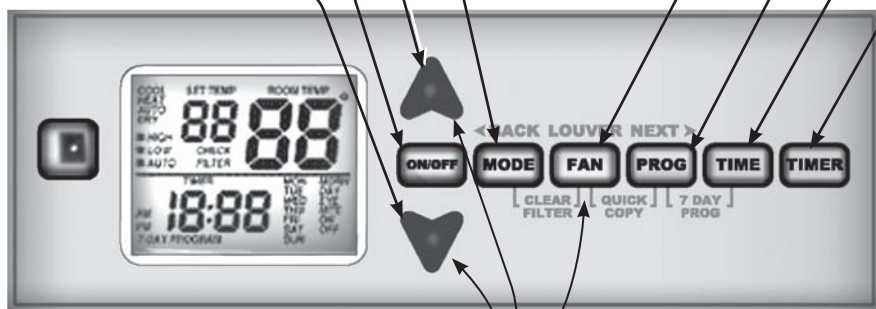 COOL SET TEMP ROOM TEMP
HEAT
AUTO
DRY
88 88°
HIGH
LOW CHECK
AUTO FILTER
TIMER MON MORN
TUE DAY
WED EVE
AM 18:88 THU NITE
PM FRI ON
SAT OFF
7-DAY PROGRAM SUN
<BACK LOUVER NEXT>
ON/OFF MODE FAN PROG TIME TIMER
CLEAR FILTER
QUICK COPY
7 DAY PROG